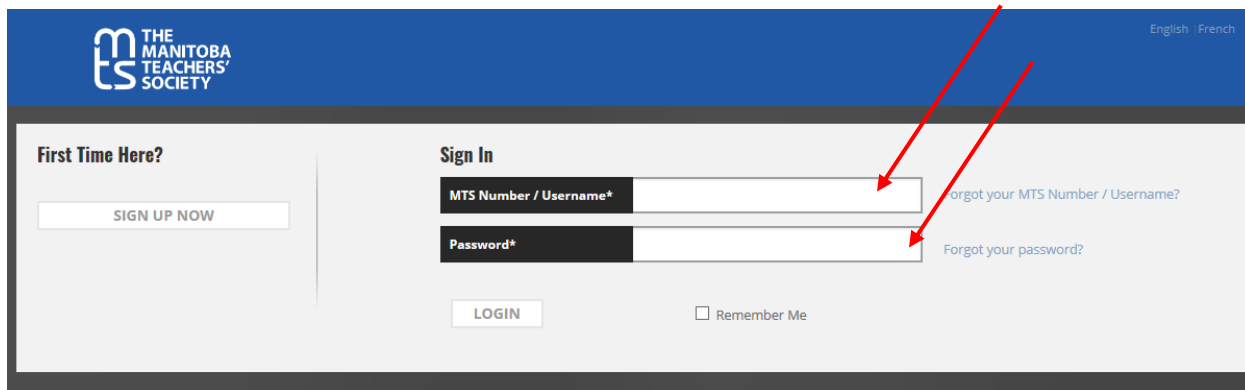 mts
THE
MANITOBA
TEACHERS'
SOCIETY
English | French
First Time Here?
SIGN UP NOW
Sign In
MTS Number / Username*
Forgot your MTS Number / Username?
Password*
Forgot your password?
LOGIN
Remember Me